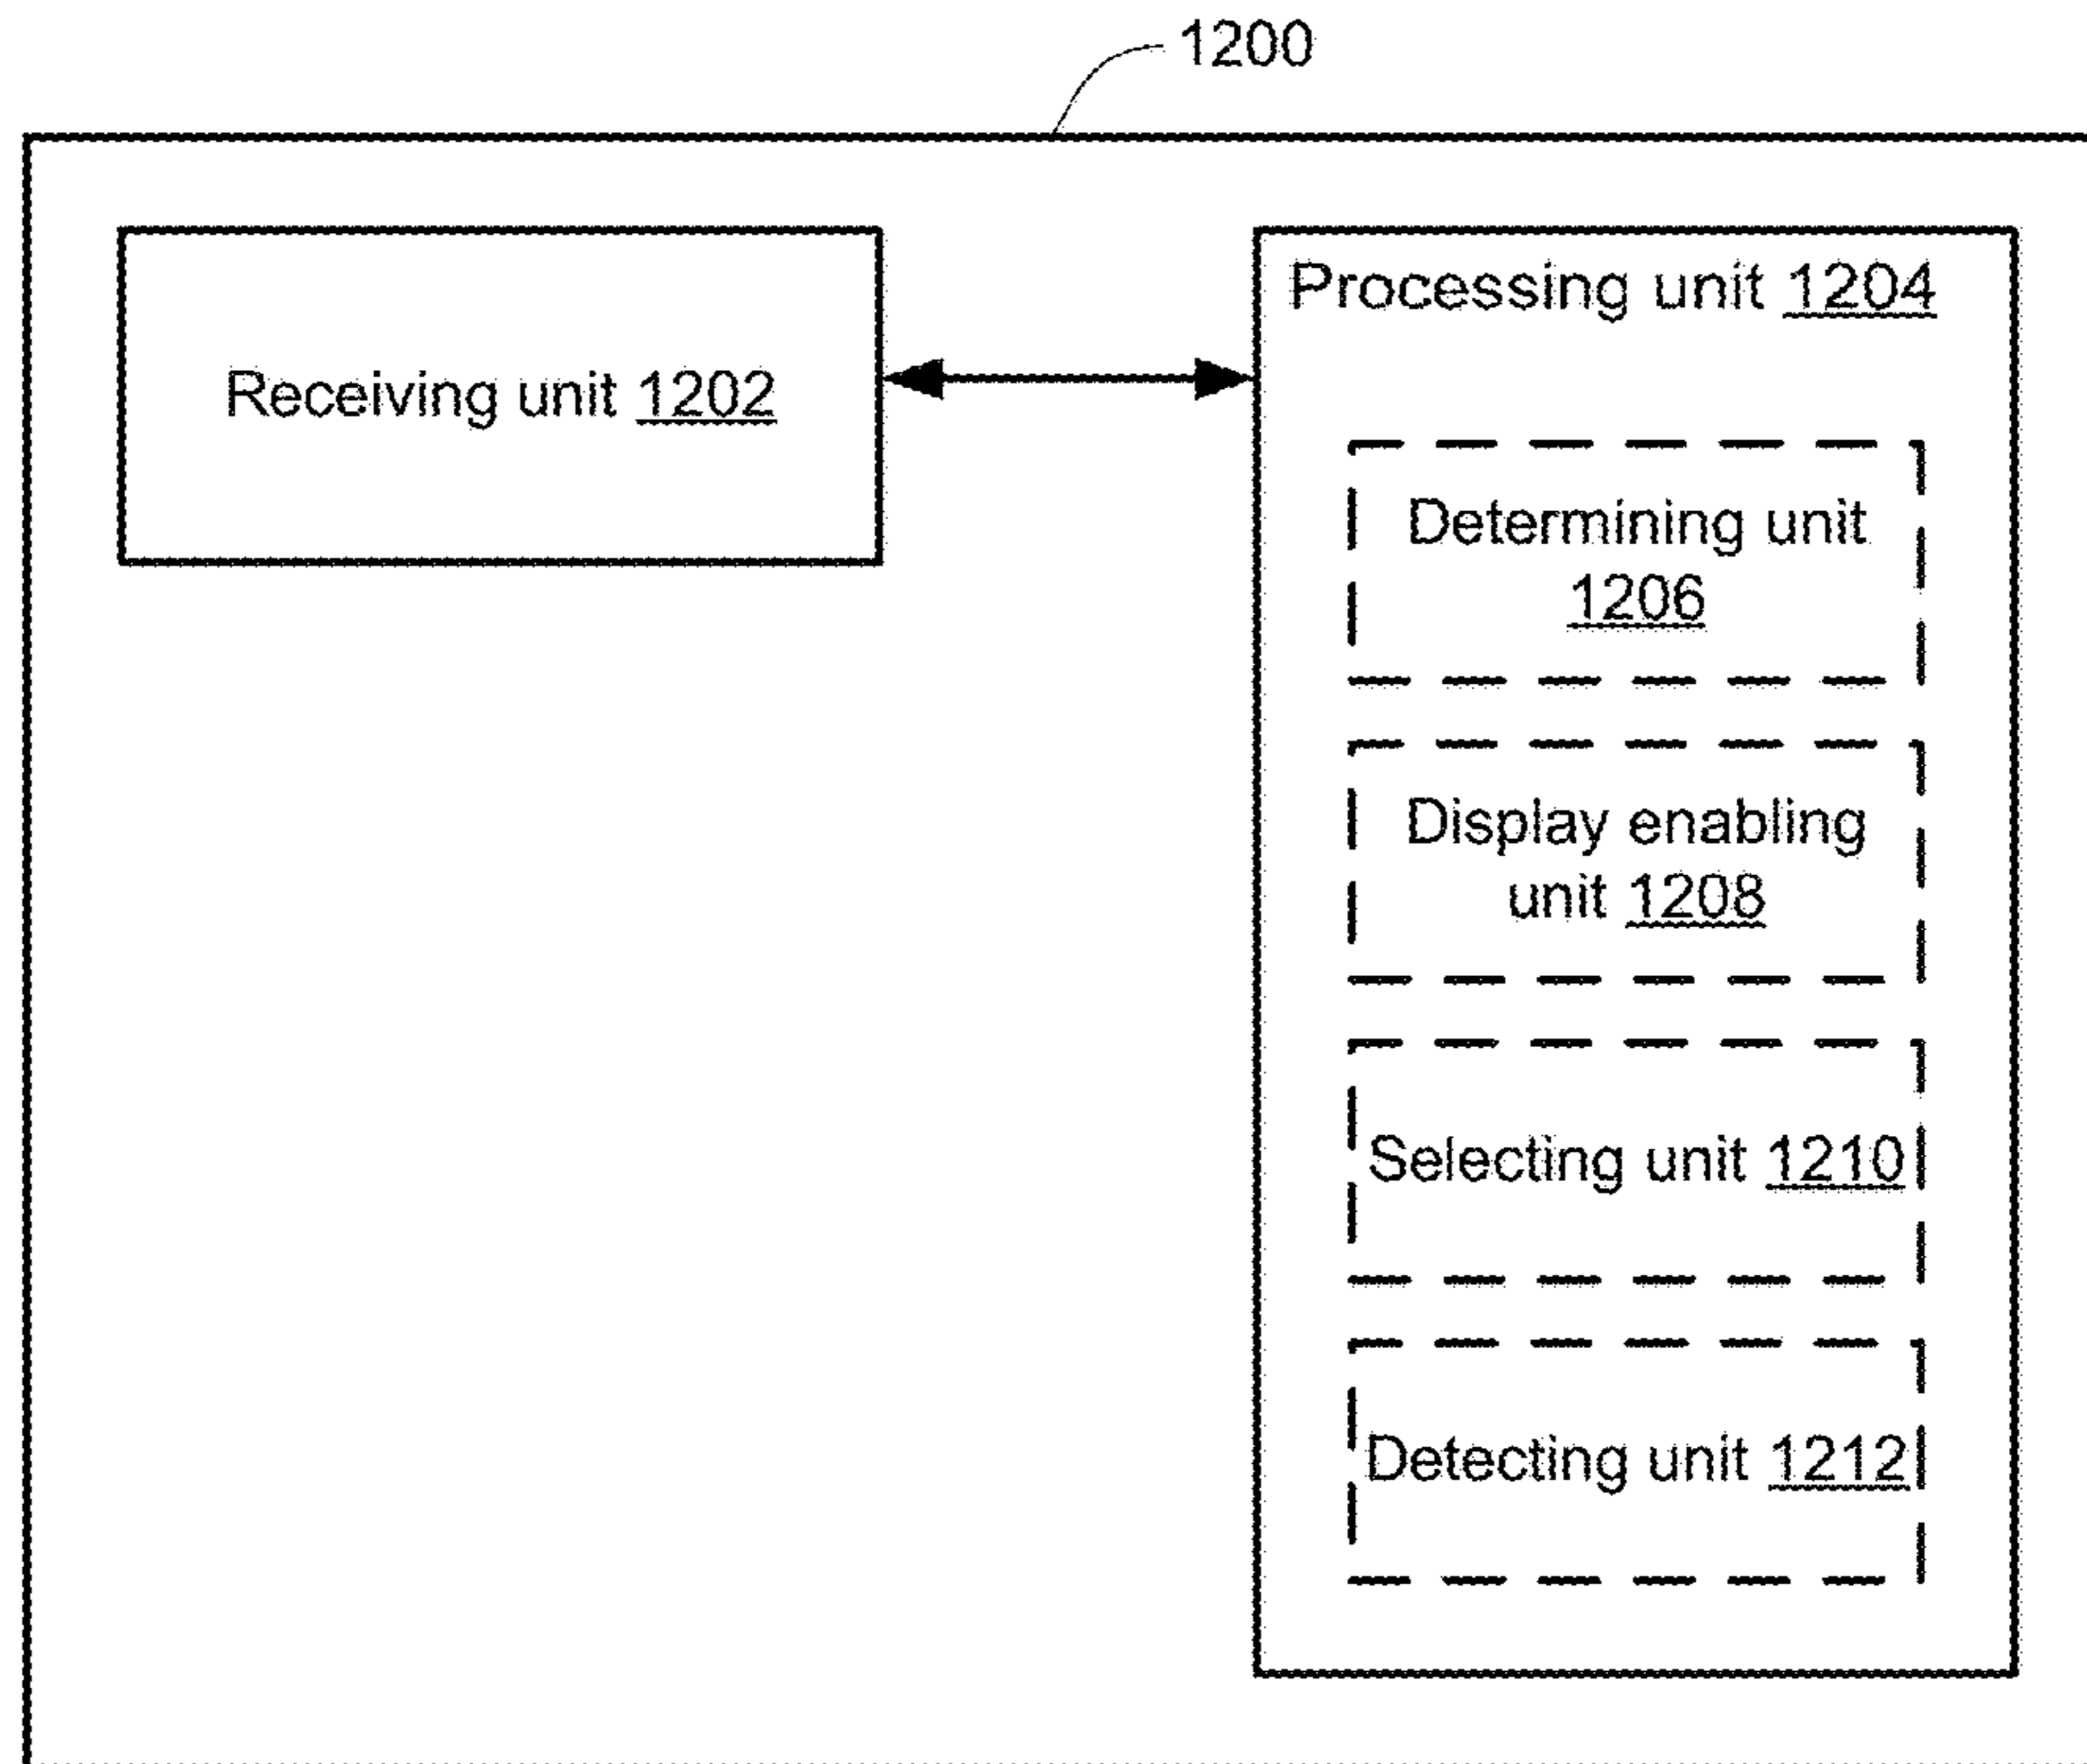 1200
Receiving unit 1202
Processing unit 1204
Determining unit
1206
Display enabling
unit 1208
Selecting unit 1210
Detecting unit 1212